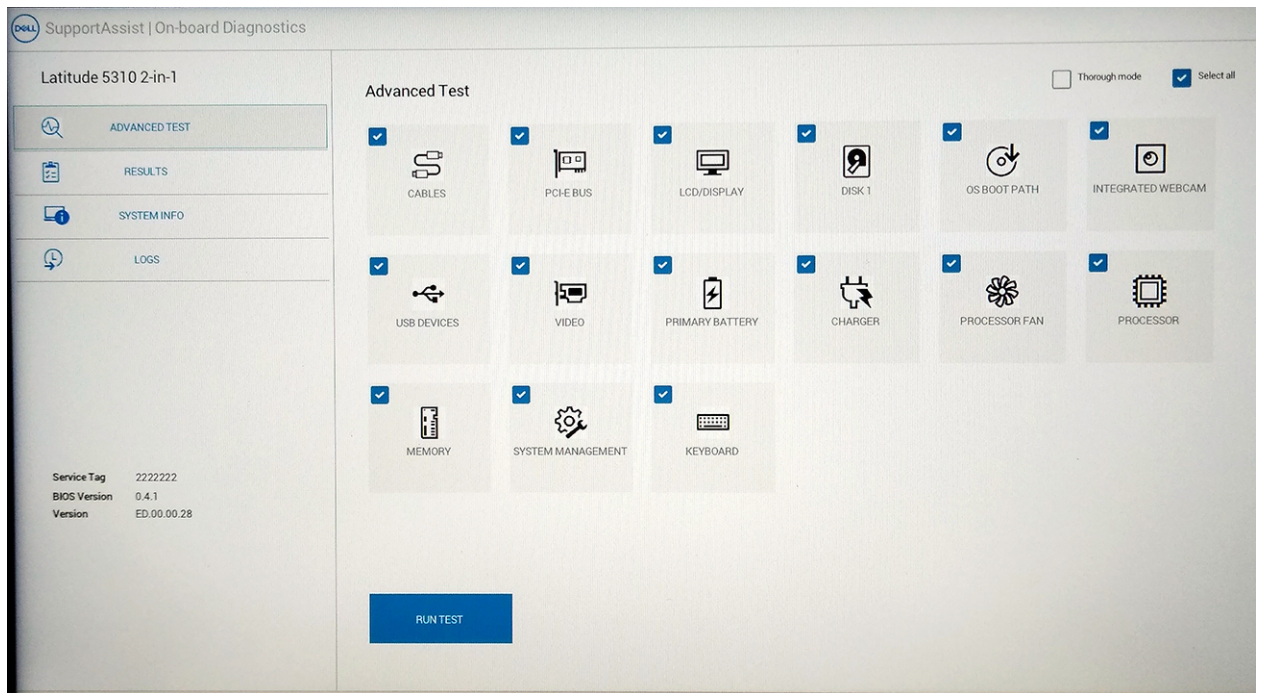 DELL SupportAssist | On-board Diagnostics
Latitude 5310 2-in-1
ADVANCED TEST
RESULTS
SYSTEM INFO
LOGS
Service Tag 2222222
BIOS Version 0.4.1
Version ED.00.00.28
Advanced Test
Thorough mode
Select all
CABLES
PCI-E BUS
LCD/DISPLAY
DISK 1
OS BOOT PATH
INTEGRATED WEBCAM
USB DEVICES
VIDEO
PRIMARY BATTERY
CHARGER
PROCESSOR FAN
PROCESSOR
MEMORY
SYSTEM MANAGEMENT
KEYBOARD
RUN TEST